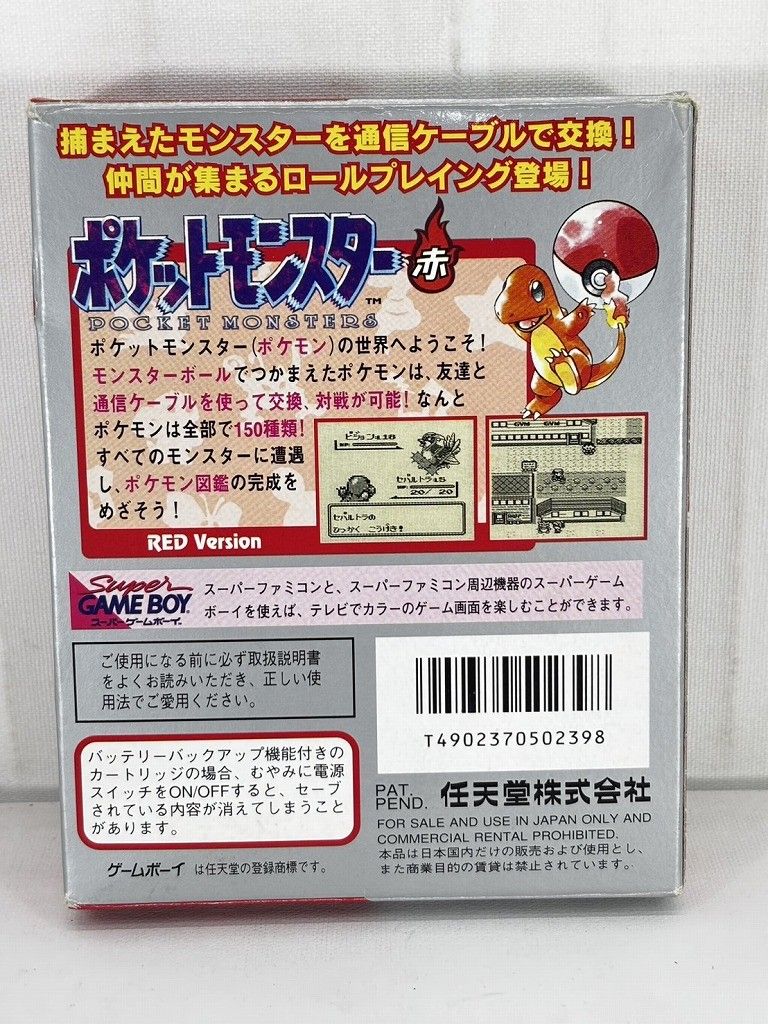 捕まえたモンスターを通信ケーブルで交換！
仲間が集まるロールプレイング登場！
ポケットモンスター 赤
TM
POCKET MONSTERS
ポケットモンスター(ポケモン)の世界へようこそ！
モンスターボールでつかまえたポケモンは、友達と
通信ケーブルを使って交換、対戦が可能！なんと
ポケモンは全部で150種類！
すべてのモンスターに遭遇
し、ポケモン図鑑の完成を
めざそう！
RED Version
ピジョン:L18
HP:
セバルトラ:L5
HP:
20/ 20
セバルトラの
ひっかく こうげき！
GYM
GYM
Super
GAME BOY
スーパーゲームボーイ
スーパーファミコンと、スーパーファミコン周辺機器のスーパーゲーム
ボーイを使えば、テレビでカラーのゲーム画面を楽しむことができます。
ご使用になる前に必ず取扱説明書
をよくお読みいただき、正しい使
用法でご愛用ください。
バッテリーバックアップ機能付きの
カートリッジの場合、むやみに電源
スイッチをON/OFFすると、セーブ
されている内容が消えてしまうこと
があります。
ゲームボーイ は任天堂の登録商標です。
T4902370502398
PAT.
PEND. 任天堂株式会社
FOR SALE AND USE IN JAPAN ONLY AND
COMMERCIAL RENTAL PROHIBITED.
本品は日本国内だけの販売および使用とし、
また商業目的の賃貸は禁止されています。